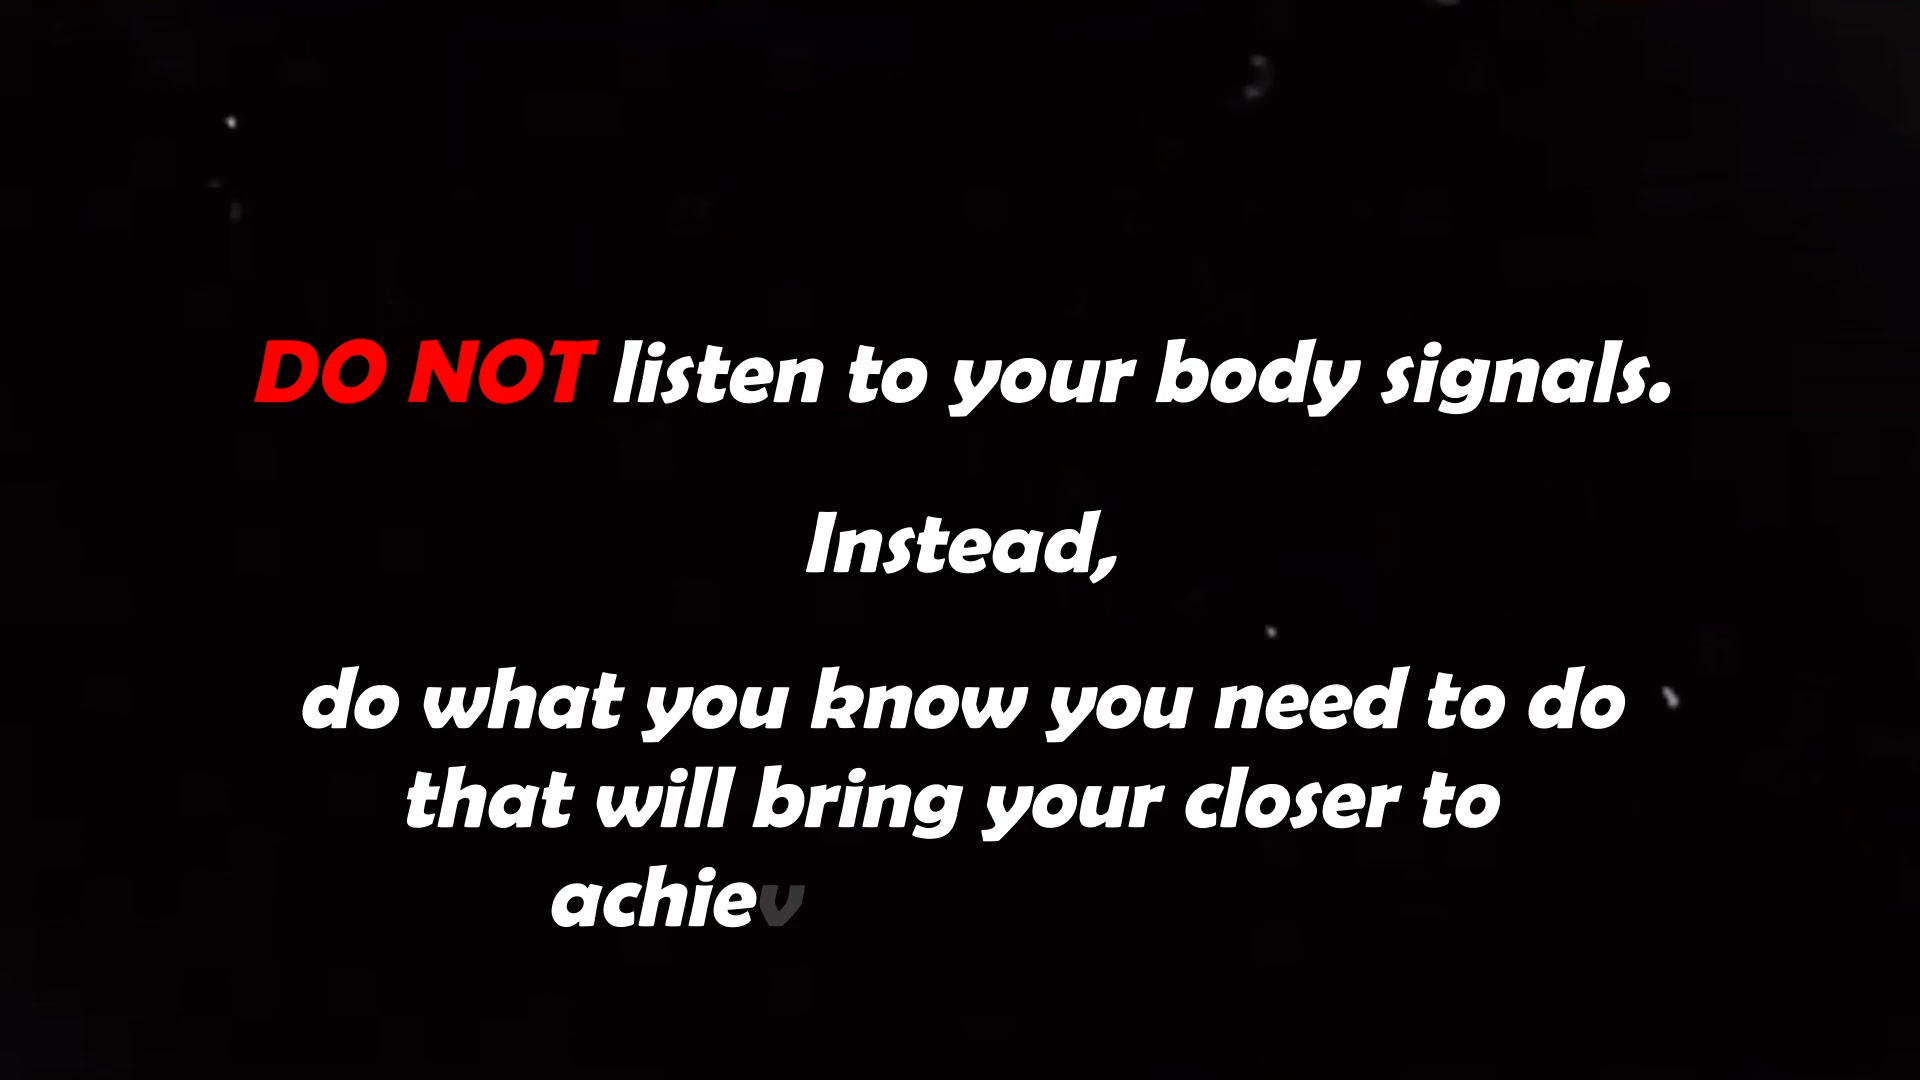 DO NOT listen to your body signals.
Instead,
do what you know you need to do
that will bring your closer to
achiev